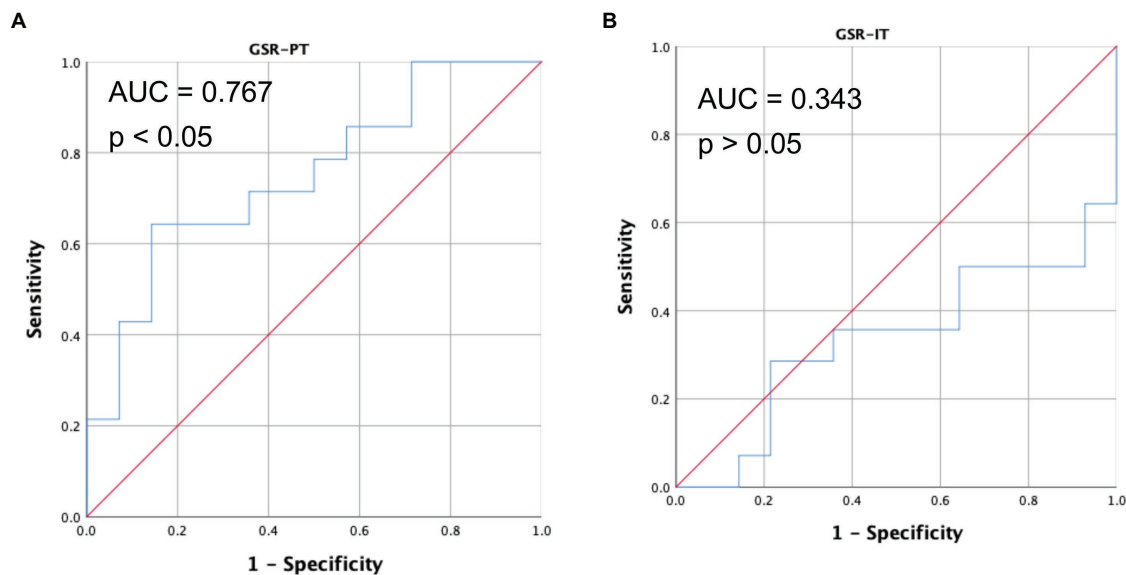 A
GSR-PT
AUC = 0.767
p < 0.05
1.0
0.8
0.6
0.4
0.2
0.0
Sensitivity
0.0 0.2 0.4 0.6 0.8 1.0
1 - Specificity
B
GSR-IT
AUC = 0.343
p > 0.05
1.0
0.8
0.6
0.4
0.2
0.0
Sensitivity
0.0 0.2 0.4 0.6 0.8 1.0
1 - Specificity